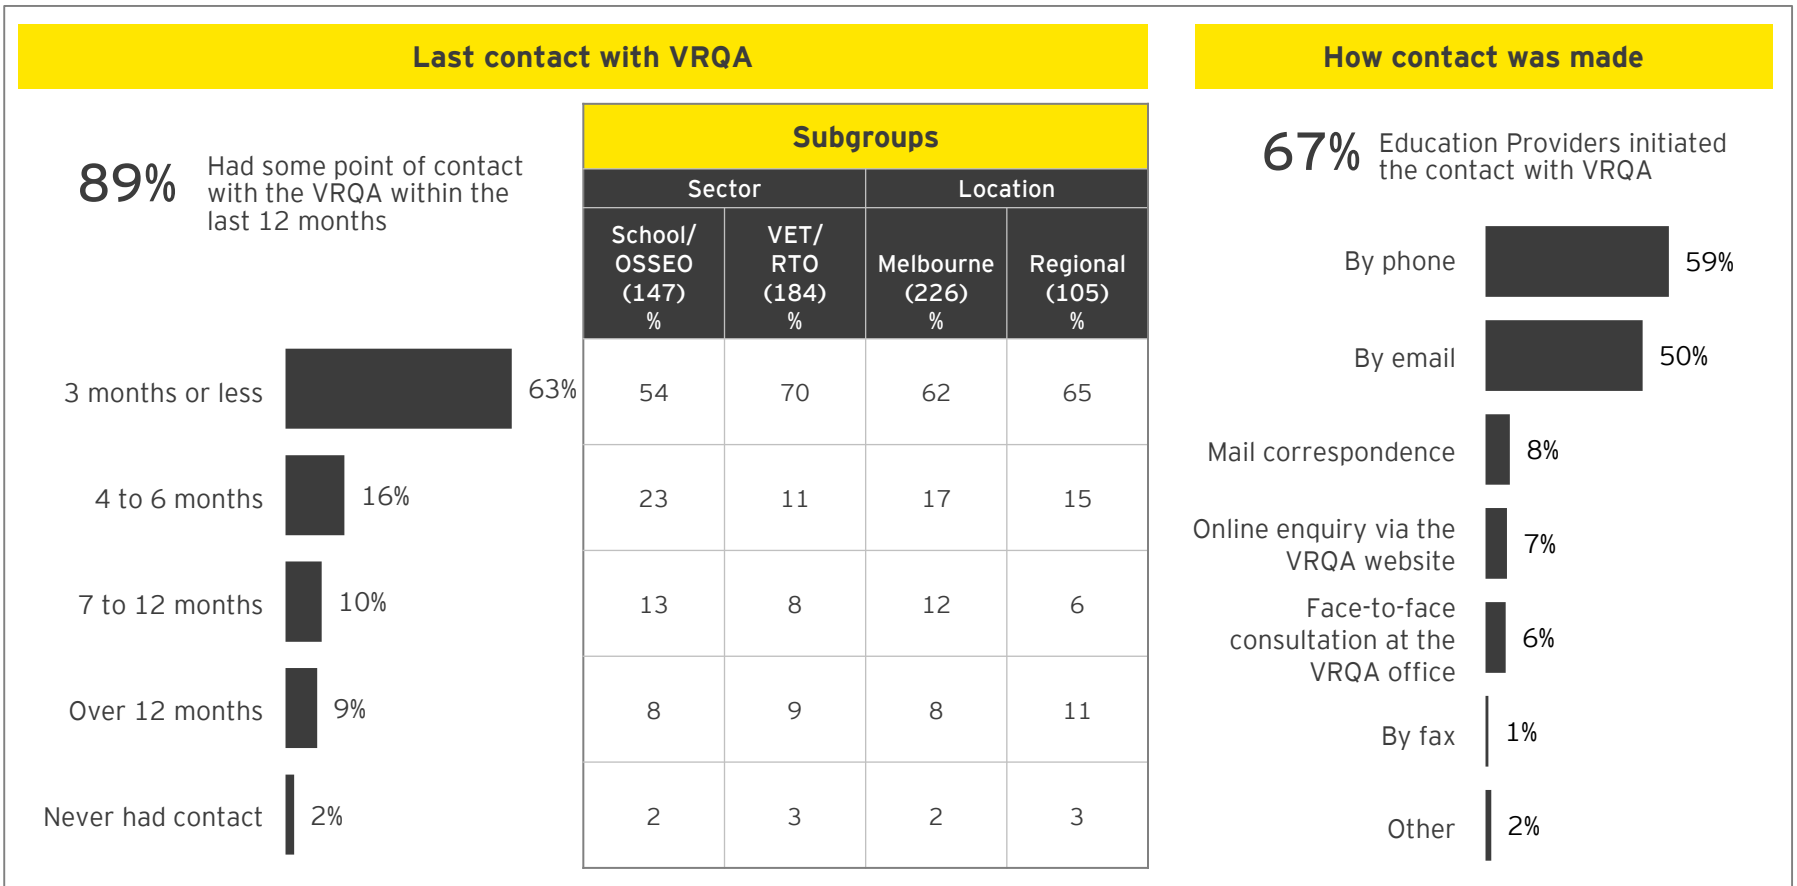 Last contact with VRQA
89%
Had some point of contact
with the VRQA within the
last 12 months
Subgroups
Sector Location
School/
OSSEO
(147)
%
VET/
RTO
(184)
%
Melbourne
(226)
%
Regional
(105)
%
3 months or less 63% 54 70 62 65
4 to 6 months 16% 23 11 17 15
7 to 12 months 10% 13 8 12 6
Over 12 months 9% 8 9 8 11
Never had contact 2% 2 3 2 3
How contact was made
67%
Education Providers initiated
the contact with VRQA
By phone 59%
By email 50%
Mail correspondence 8%
Online enquiry via the
VRQA website
7%
Face-to-face
consultation at the
VRQA office
6%
By fax 1%
Other 2%